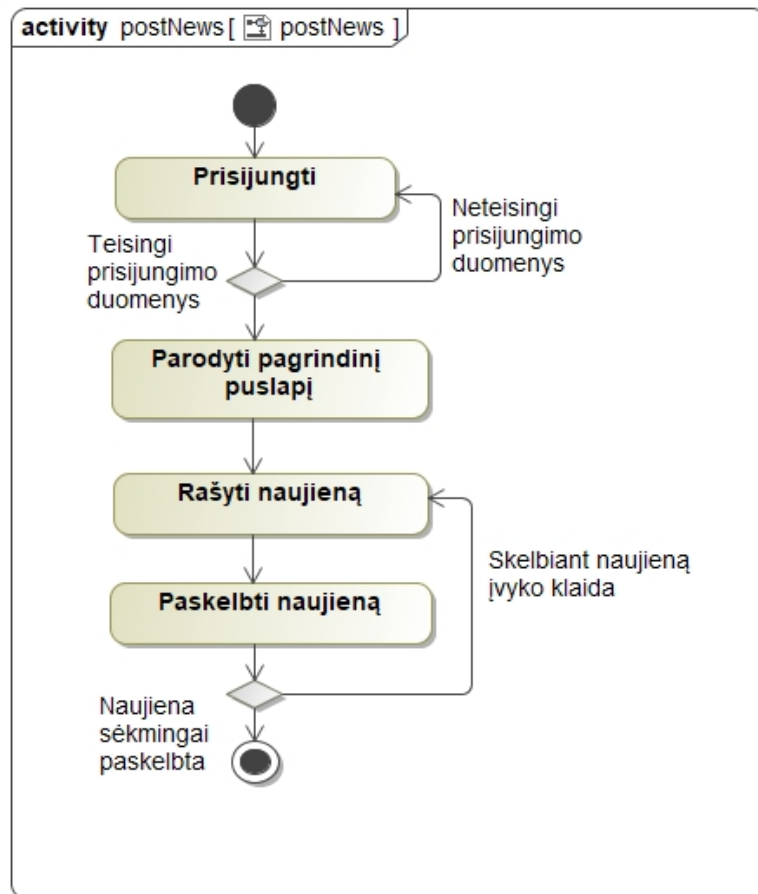 activity postNews [ postNews ]
Prisijungti
Neteisingi
prisijungimo
duomenys
Teisingi
prisijungimo
duomenys
Parodyti pagrindinį
puslapį
Rašyti naujieną
Skelbiant naujieną
įvyko klaida
Paskelbti naujieną
Naujiena
sėkmingai
paskelbta